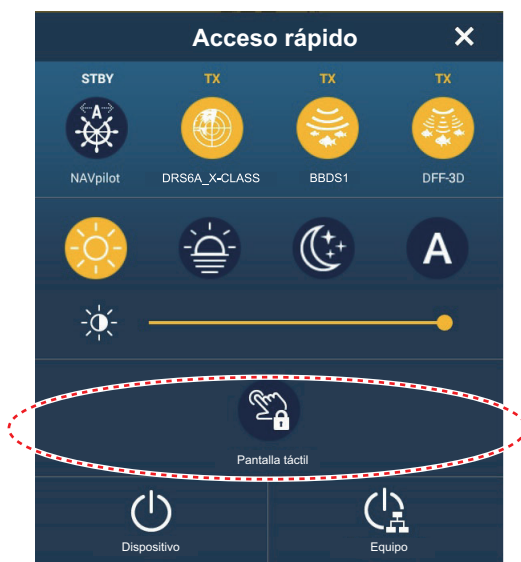 Acceso rápido
STBY TX TX TX
A
NAVpilot DRS6A_X-CLASS BBDS1 DFF-3D
A
Pantalla táctil
Dispositivo Equipo